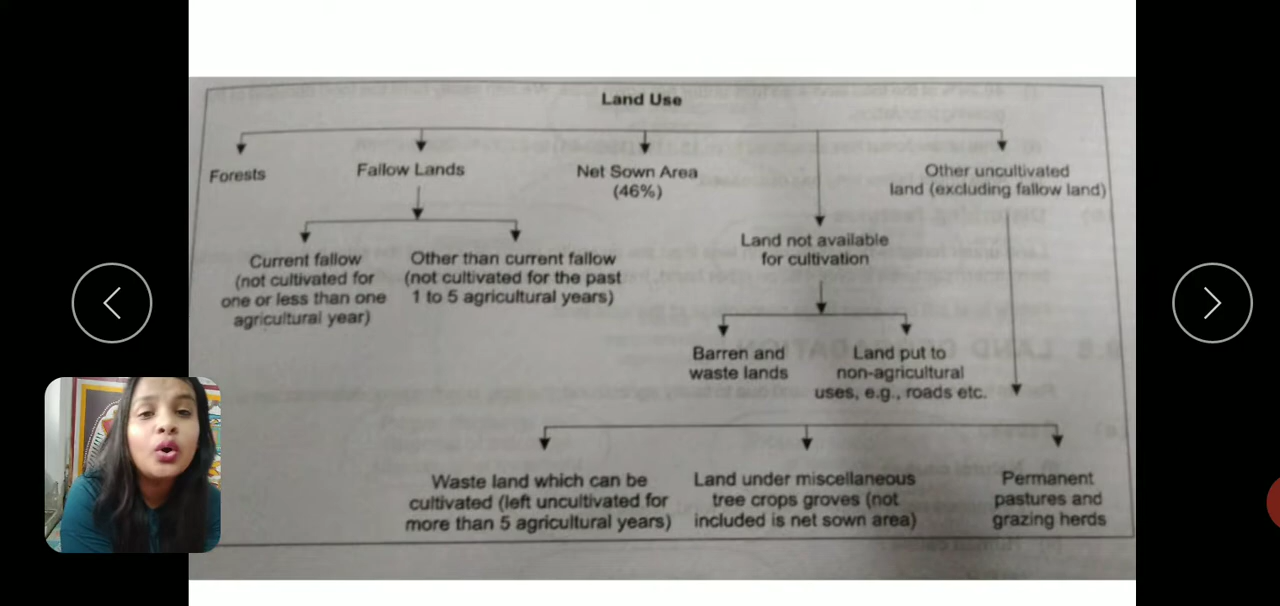 Land Use
Forests
Fallow Lands
Net Sown Area
(46%)
Other uncultivated
land (excluding fallow land)
Land not available
for cultivation
Current fallow
(not cultivated for
one or less than one
agricultural year)
Other than current fallow
(not cultivated for the past
1 to 5 agricultural years)
Barren and
waste lands
Land put to
non-agricultural
uses, e.g., roads etc.
Waste land which can be
cultivated (left uncultivated for
more than 5 agricultural years)
Land under miscellaneous
tree crops groves (not
included is net sown area)
Permanent
pastures and
grazing herds